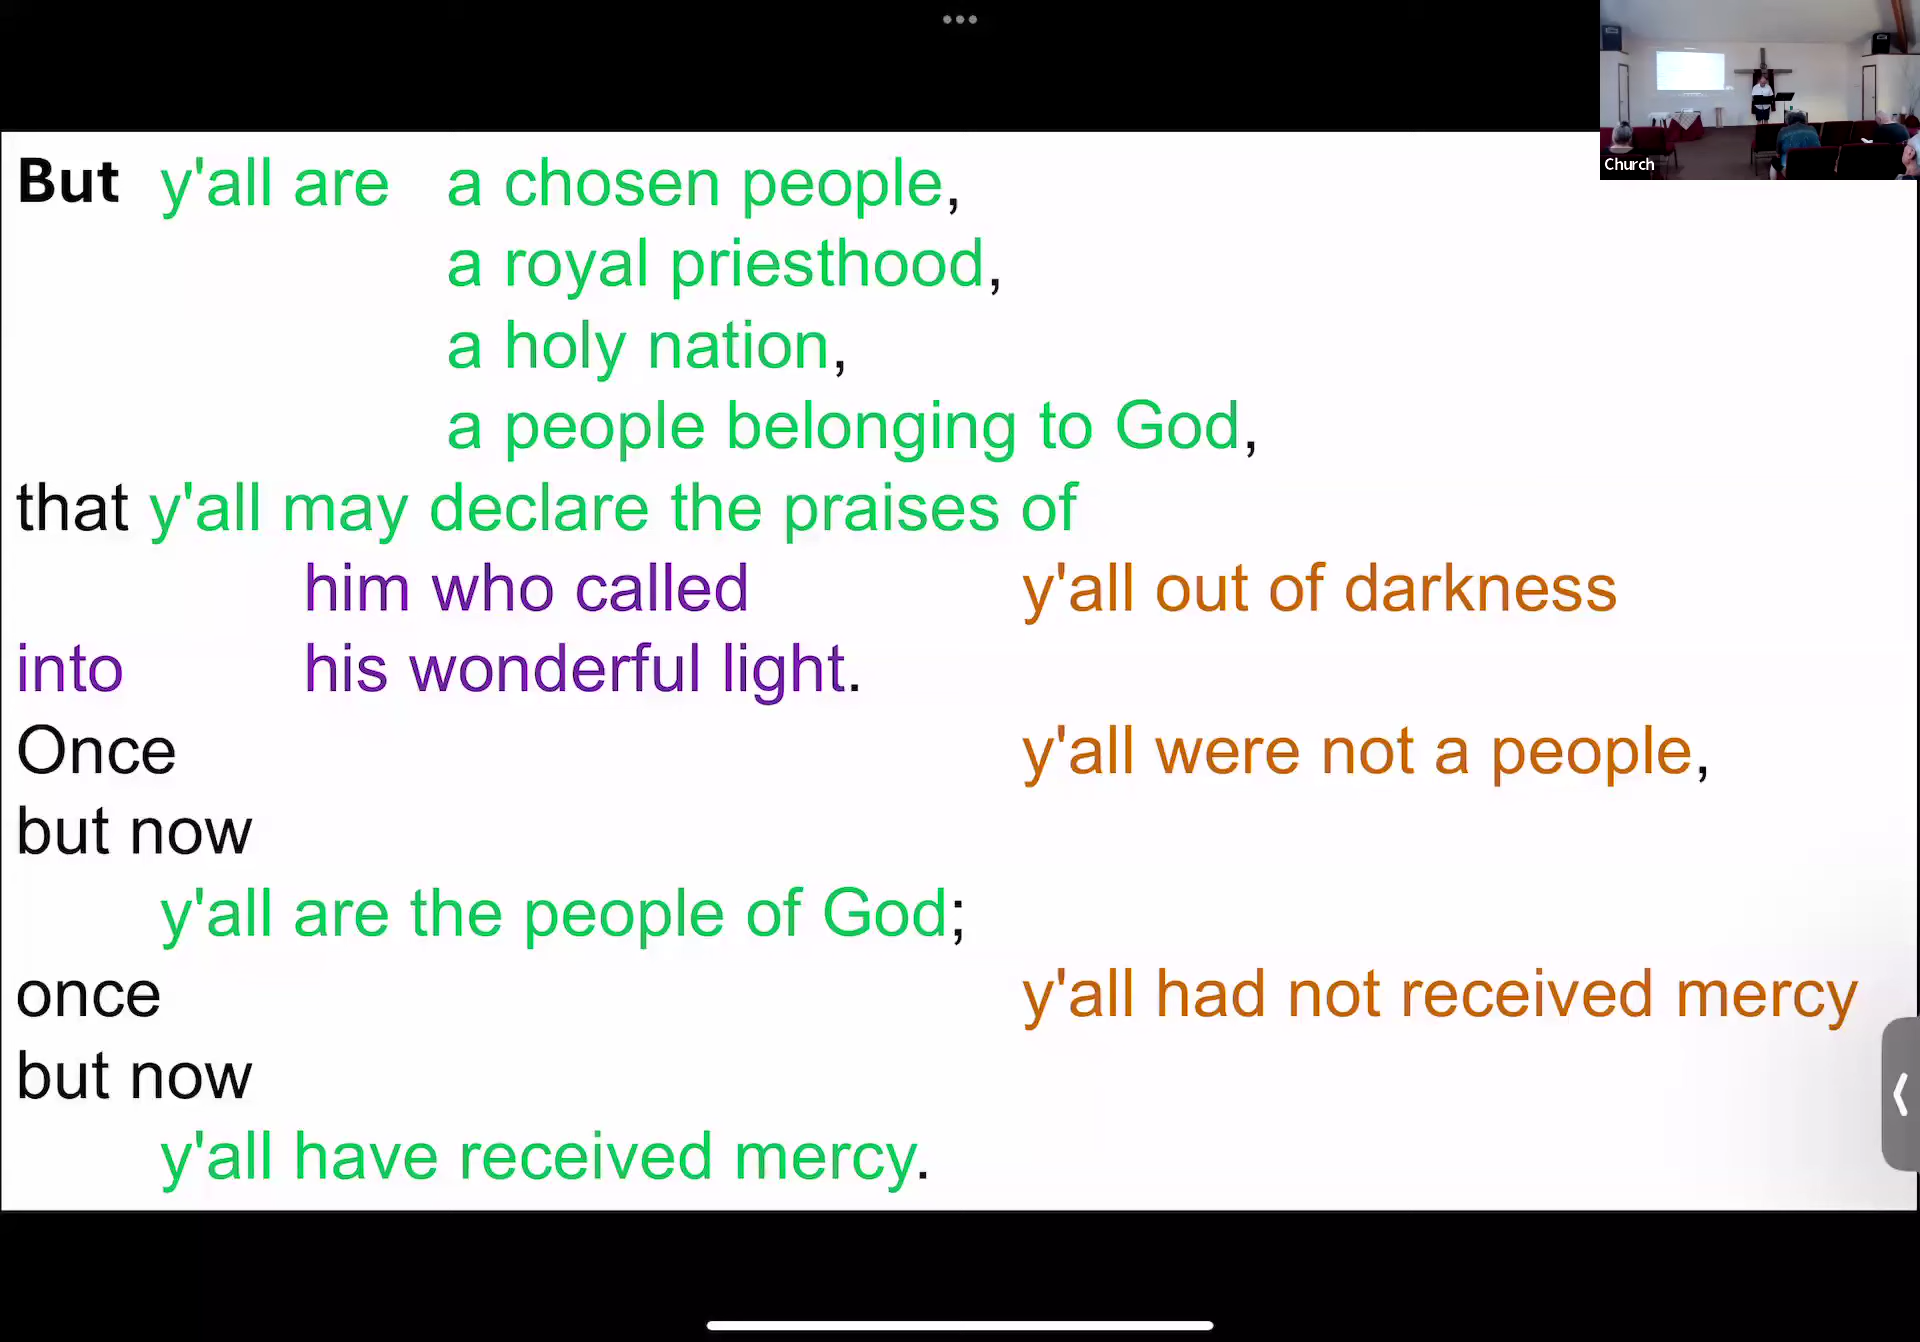 Church
But y'all are a chosen people,
a royal priesthood,
a holy nation,
a people belonging to God,
that y'all may declare the praises of
him who called y'all out of darkness
into his wonderful light.
Once y'all were not a people,
but now
y'all are the people of God;
once y'all had not received mercy
but now
y'all have received mercy.